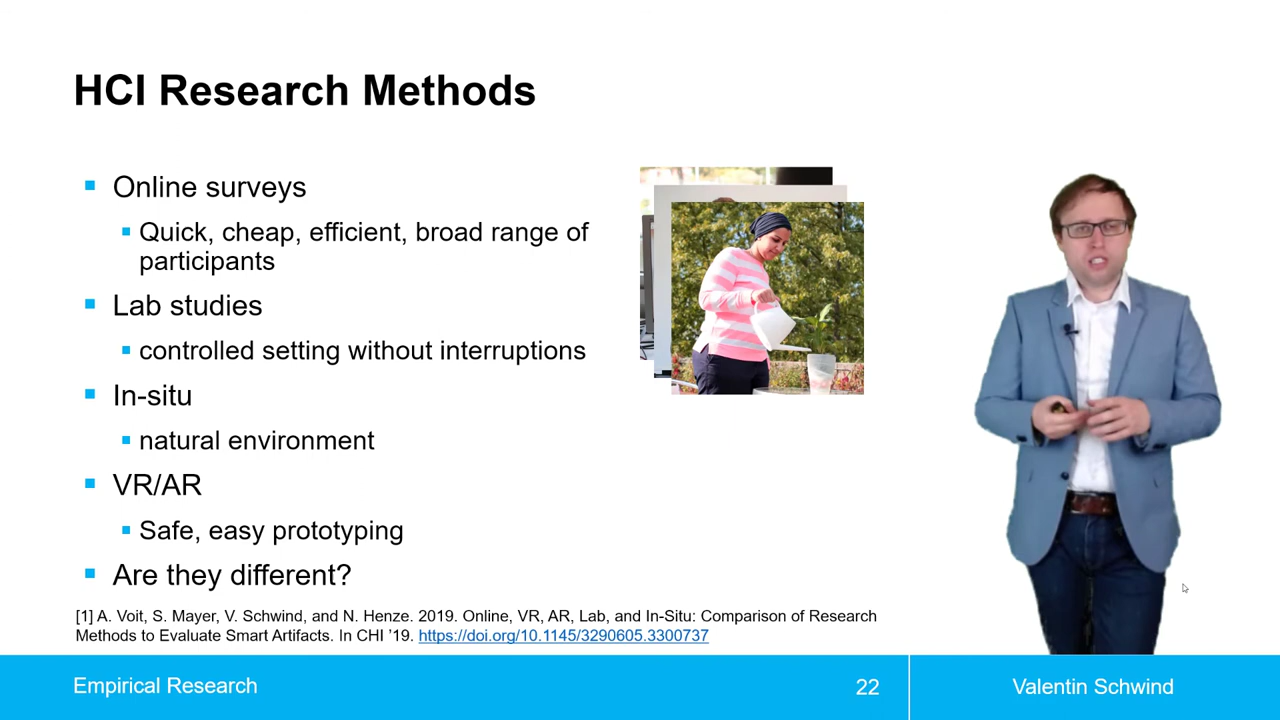 HCI Research Methods
Online surveys
Quick, cheap, efficient, broad range of
participants
Lab studies
controlled setting without interruptions
In-situ
natural environment
VR/AR
Safe, easy prototyping
Are they different?
[1] A. Voit, S. Mayer, V. Schwind, and N. Henze. 2019. Online, VR, AR, Lab, and In-Situ: Comparison of Research
Methods to Evaluate Smart Artifacts. In CHI ’19. https://doi.org/10.1145/3290605.3300737
Empirical Research
22
Valentin Schwind